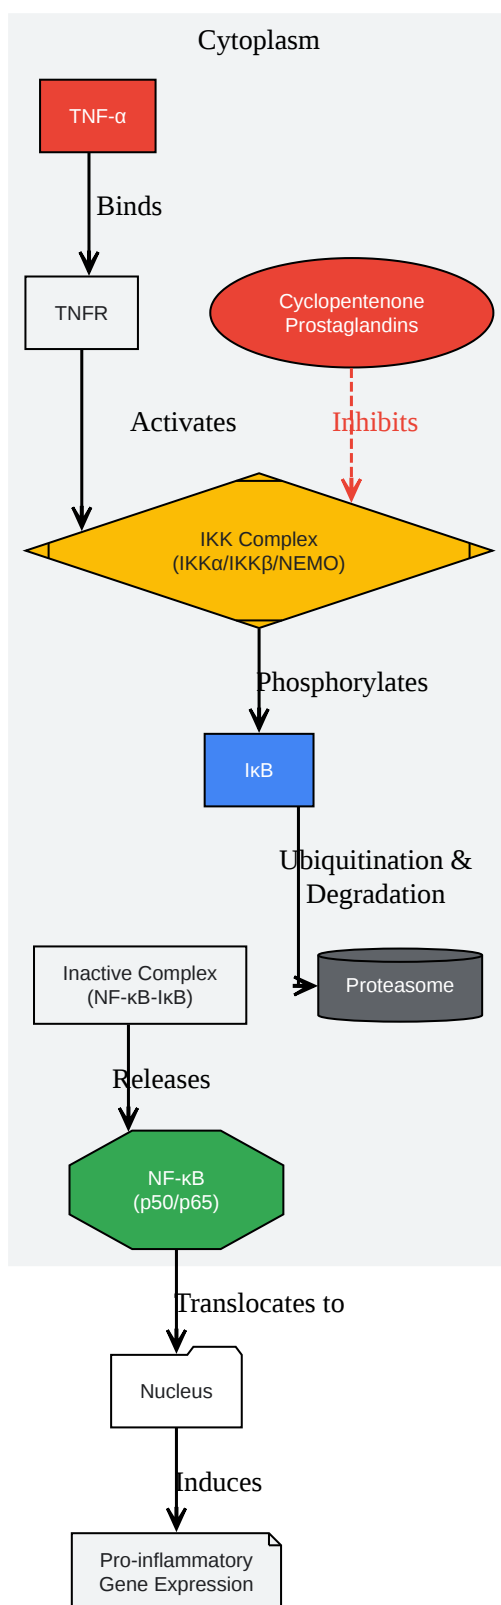 Cytoplasm
TNF-α
Binds
TNFR
Cyclopentenone
Prostaglandins
Activates
Inhibits
IKK Complex
(IKKα/IKKβ/NEMO)
Phosphorylates
IκB
Ubiquitination &
Degradation
Inactive Complex
(NF-κB-IκB)
Proteasome
Releases
NF-κB
(p50/p65)
Translocates to
Nucleus
Induces
Pro-inflammatory
Gene Expression